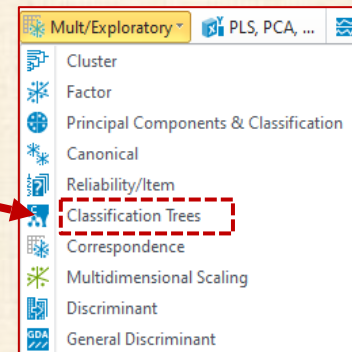 Mult/Exploratory PLS, PCA, ...
Cluster
Factor
Principal Components & Classification
Canonical
Reliability/Item
Classification Trees
Correspondence
Multidimensional Scaling
Discriminant
GDA General Discriminant